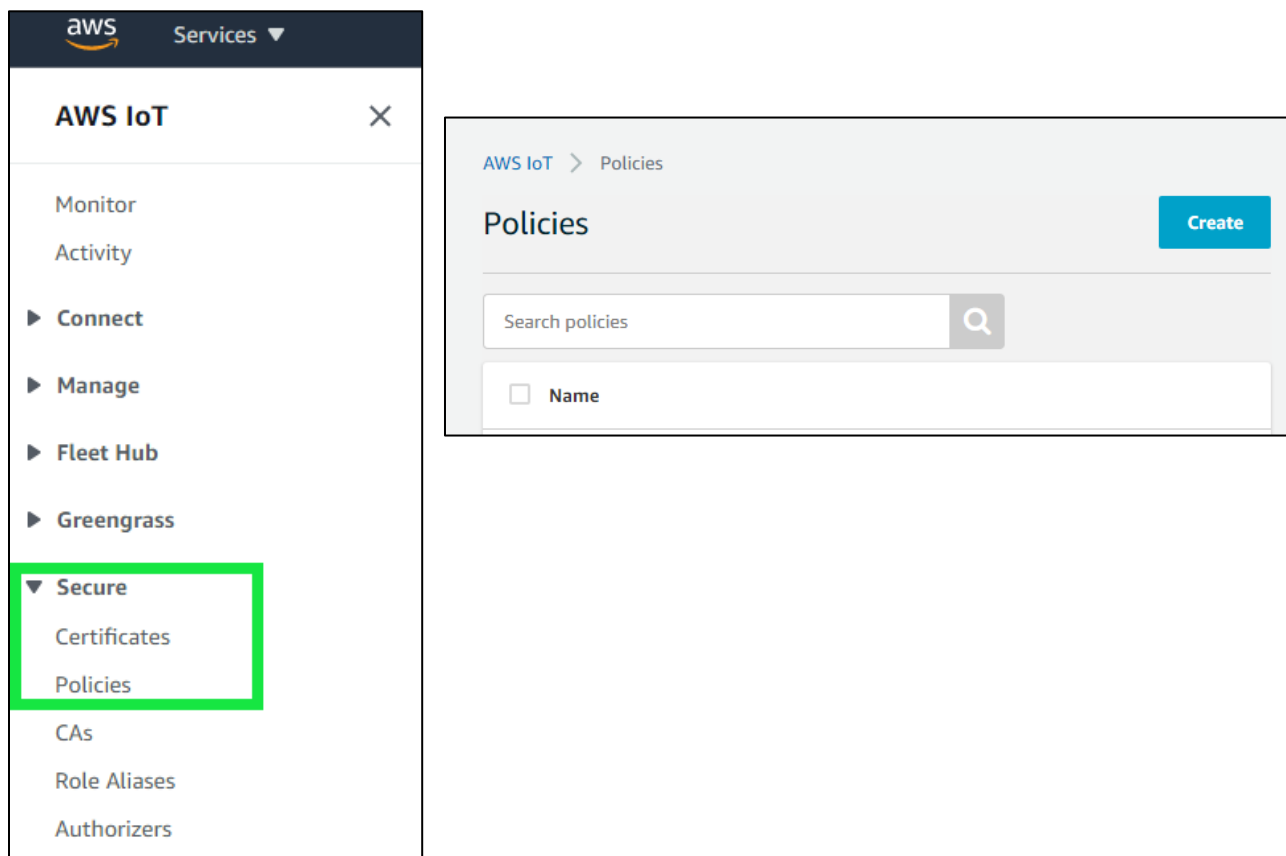 aws
Services
AWS IoT
Monitor
Activity
Connect
Manage
Fleet Hub
Greengrass
Secure
Certificates
Policies
CAs
Role Aliases
Authorizers
AWS IoT > Policies
Policies
Create
Search policies
Name